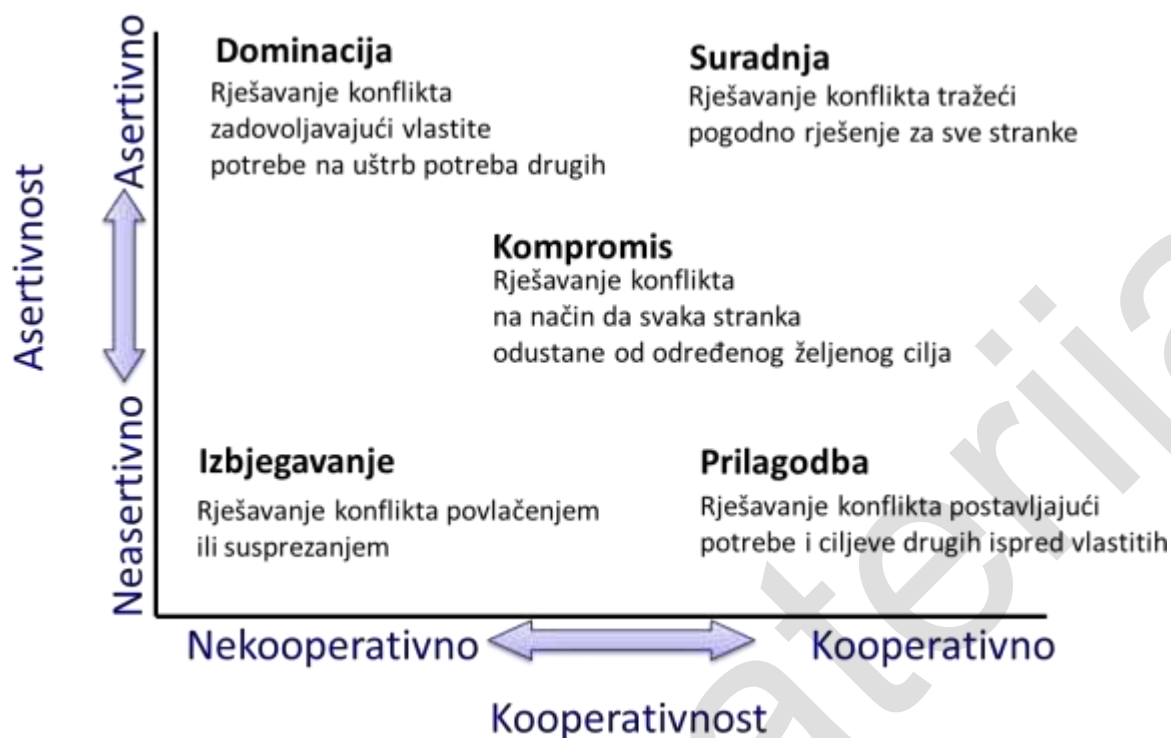 Asertivnost
Asertivno
Neasertivno
Dominacija
Rješavanje konflikta
zadovoljavajući vlastite
potrebe na uštrb potreba drugih
Suradnja
Rješavanje konflikta tražeći
pogodno rješenje za sve stranke
Kompromis
Rješavanje konflikta
na način da svaka stranka
odustane od određenog željenog cilja
Izbjegavanje
Rješavanje konflikta povlačenjem
ili susprezanjem
Prilagodba
Rješavanje konflikta postavljajući
potrebe i ciljeve drugih ispred vlastitih
Nekooperativno
Kooperativno
Kooperativnost